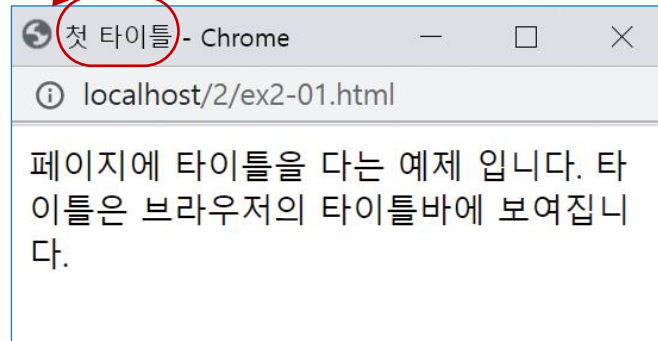 첫 타이틀 - Chrome
localhost/2/ex2-01.html
페이지에 타이틀을 다는 예제 입니다. 타
이틀은 브라우저의 타이틀바에 보여집니
다.